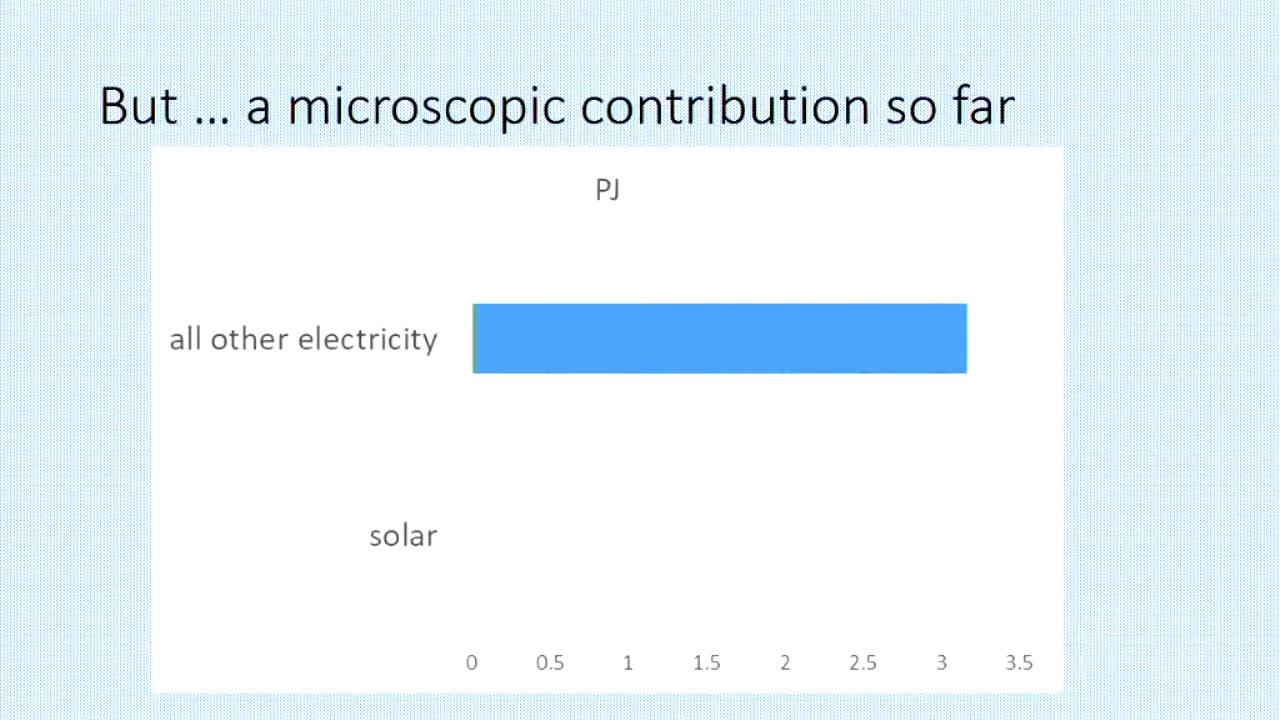 But ... a microscopic contribution so far
PJ
all other electricity
solar
0 0.5 1 1.5 2 2.5 3 3.5